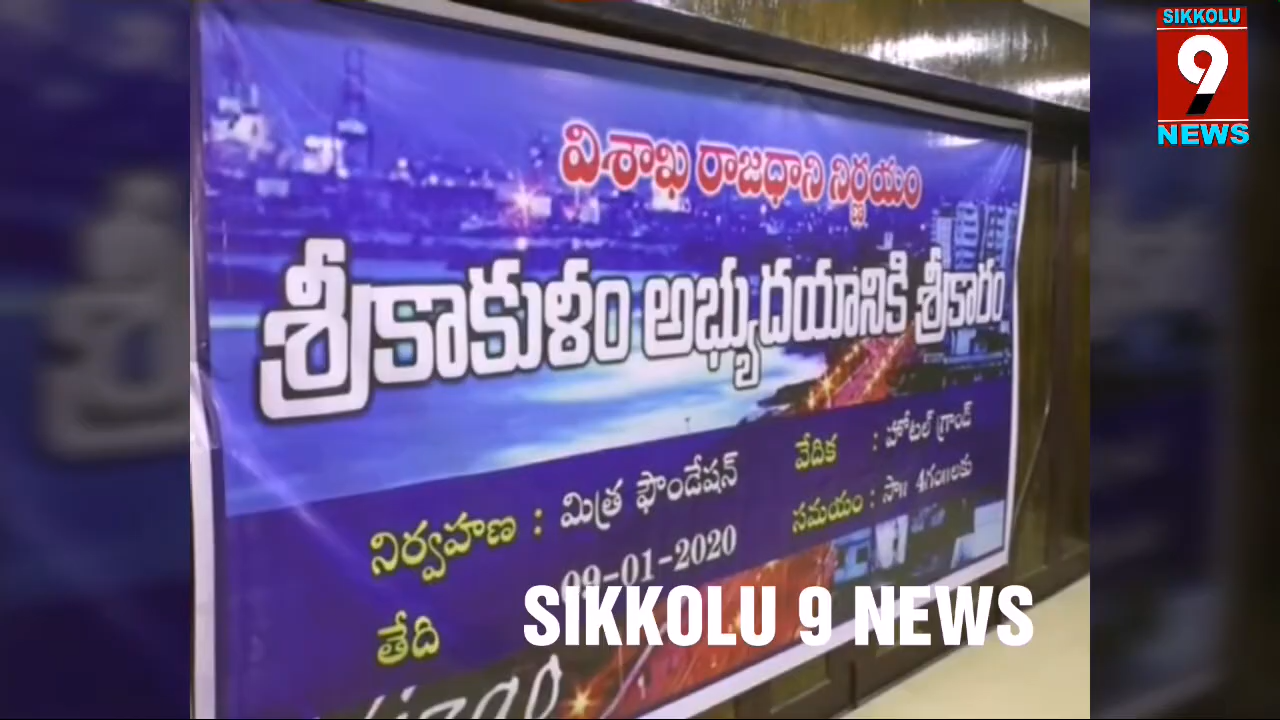 SIKKOLU
9
NEWS
విశాఖ రాజధాని నిర్ణయం
శ్రీకాకుళం అభ్యుదయానికి శ్రీకారం
నిర్వహణ : మిత్ర ఫౌండేషన్
వేదిక : హోటల్ గ్రాండ్
తేది 09-01-2020
సమయం : సా॥ 4గం॥లకు
SIKKOLU 9 NEWS